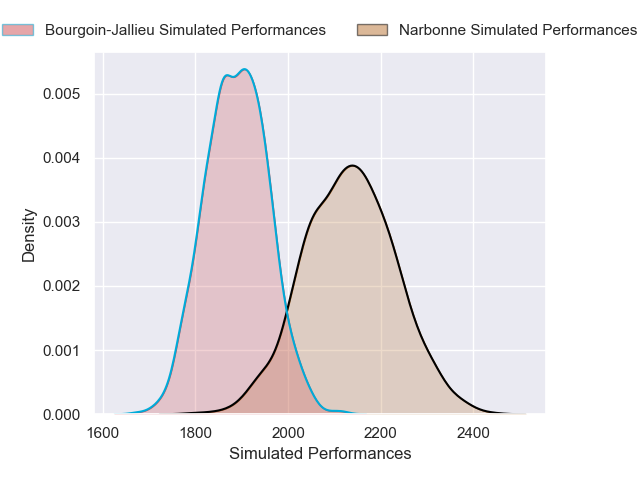 Bourgoin-Jallieu Simulated Performances Narbonne Simulated Performances
0.005
0.004
0.003
0.002
0.001
0.000
Density
1600 1800 2000 2200 2400
Simulated Performances